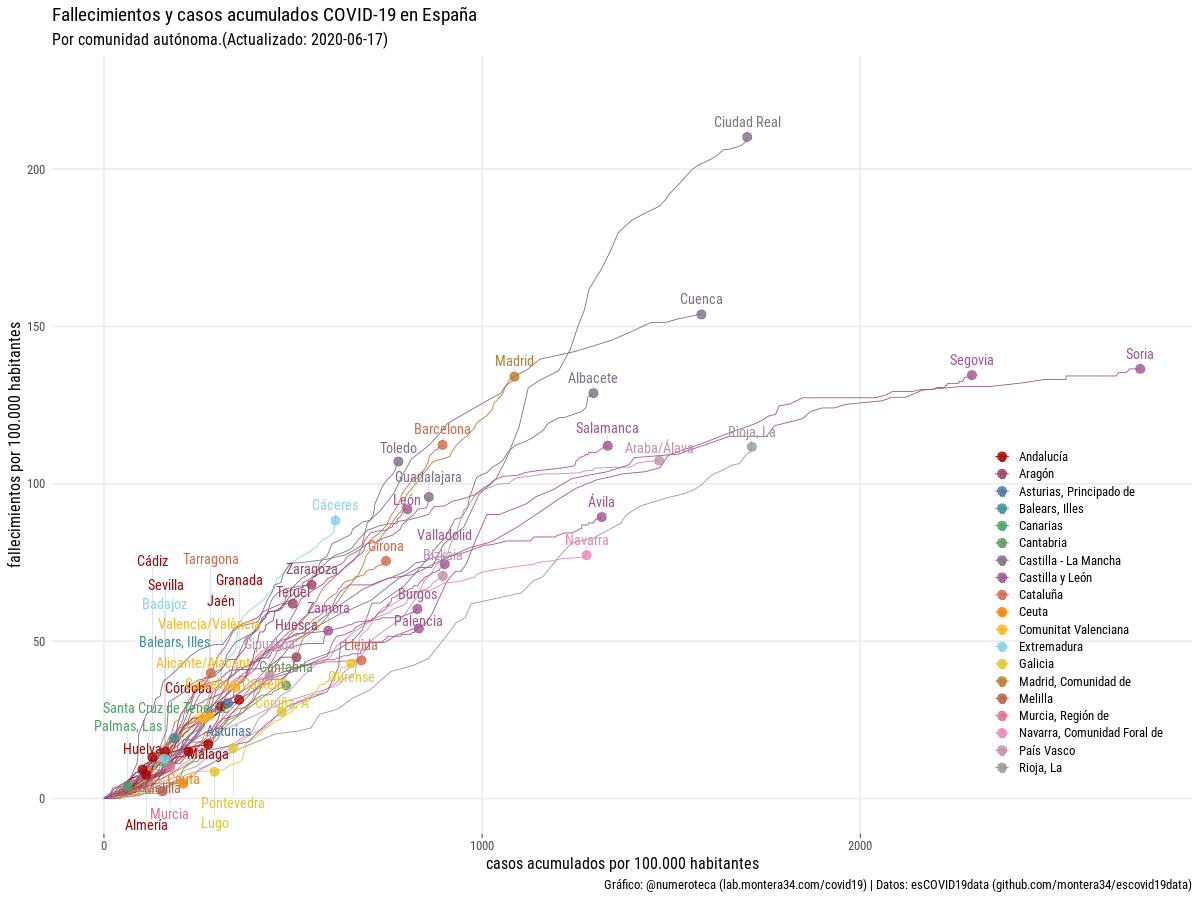 Fallecimientos y casos acumulados COVID-19 en España
Por comunidad autónoma.(Actualizado: 2020-06-17)
fallecimientos por 100.000 habitantes
200
150
100
50
0
Ciudad Real
Cuenca
Madrid
Albacete
Segovia
Soria
Barcelona
Salamanca
Rioja, La
Toledo
Araba/Álava
Guadalajara
Cáceres
León
Ávila
Valladolid
Navarra
Girona
Bizkaia
Cádiz
Tarragona
Zaragoza
Sevilla
Granada
Teruel
Burgos
Badajoz
Jaén
Zamora
Valencia/València
Huesca
Palencia
Balears, Illes
Gipuzkoa
Lleida
Alicante/Alacant
Cantabria
Ourense
Córdoba
Santa Cruz de Tenerife
Coruña, A
Palmas, Las
Asturias
Huelva
Málaga
Ceuta
Melilla
Pontevedra
Murcia
Almería
Lugo
Andalucía
Aragón
Asturias, Principado de
Balears, Illes
Canarias
Cantabria
Castilla - La Mancha
Castilla y León
Cataluña
Ceuta
Comunitat Valenciana
Extremadura
Galicia
Madrid, Comunidad de
Melilla
Murcia, Región de
Navarra, Comunidad Foral de
País Vasco
Rioja, La
0
1000
2000
casos acumulados por 100.000 habitantes
Gráfico: @numeroteca (lab.montera34.com/covid19) | Datos: esCOVID19data (github.com/montera34/escovid19data)